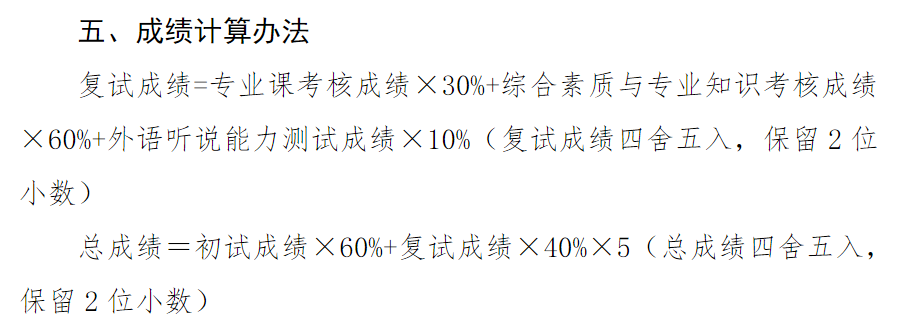 五、成绩计算办法
复试成绩=专业课考核成绩×30%+综合素质与专业知识考核成绩
×60%+外语听说能力测试成绩×10%（复试成绩四舍五入，保留 2 位
小数）
总成绩＝初试成绩×60%+复试成绩×40%×5（总成绩四舍五入，
保留 2 位小数）